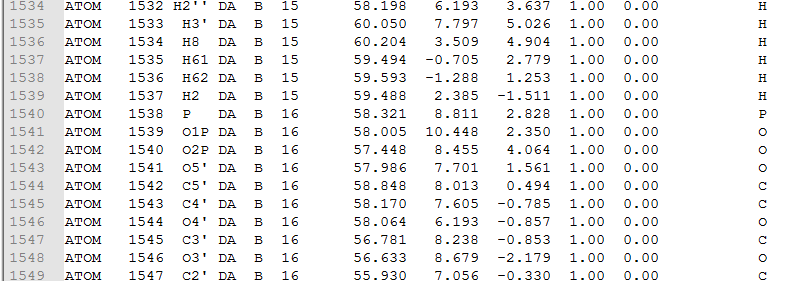 1534 ATOM 1532 H2'' DA B 15 58.198 6.193 3.637 1.00 0.00 H
1535 ATOM 1533 H3' DA B 15 60.050 7.797 5.026 1.00 0.00 H
1536 ATOM 1534 H8 DA B 15 60.204 3.509 4.904 1.00 0.00 H
1537 ATOM 1535 H61 DA B 15 59.494 -0.705 2.779 1.00 0.00 H
1538 ATOM 1536 H62 DA B 15 59.593 -1.288 1.253 1.00 0.00 H
1539 ATOM 1537 H2 DA B 15 59.488 2.385 -1.511 1.00 0.00 H
1540 ATOM 1538 P DA B 16 58.321 8.811 2.828 1.00 0.00 P
1541 ATOM 1539 O1P DA B 16 58.005 10.448 2.350 1.00 0.00 O
1542 ATOM 1540 O2P DA B 16 57.448 8.455 4.064 1.00 0.00 O
1543 ATOM 1541 O5' DA B 16 57.986 7.701 1.561 1.00 0.00 O
1544 ATOM 1542 C5' DA B 16 58.848 8.013 0.494 1.00 0.00 C
1545 ATOM 1543 C4' DA B 16 58.170 7.605 -0.785 1.00 0.00 C
1546 ATOM 1544 O4' DA B 16 58.064 6.193 -0.857 1.00 0.00 O
1547 ATOM 1545 C3' DA B 16 56.781 8.238 -0.853 1.00 0.00 C
1548 ATOM 1546 O3' DA B 16 56.633 8.679 -2.179 1.00 0.00 O
1549 ATOM 1547 C2' DA B 16 55.930 7.056 -0.330 1.00 0.00 C